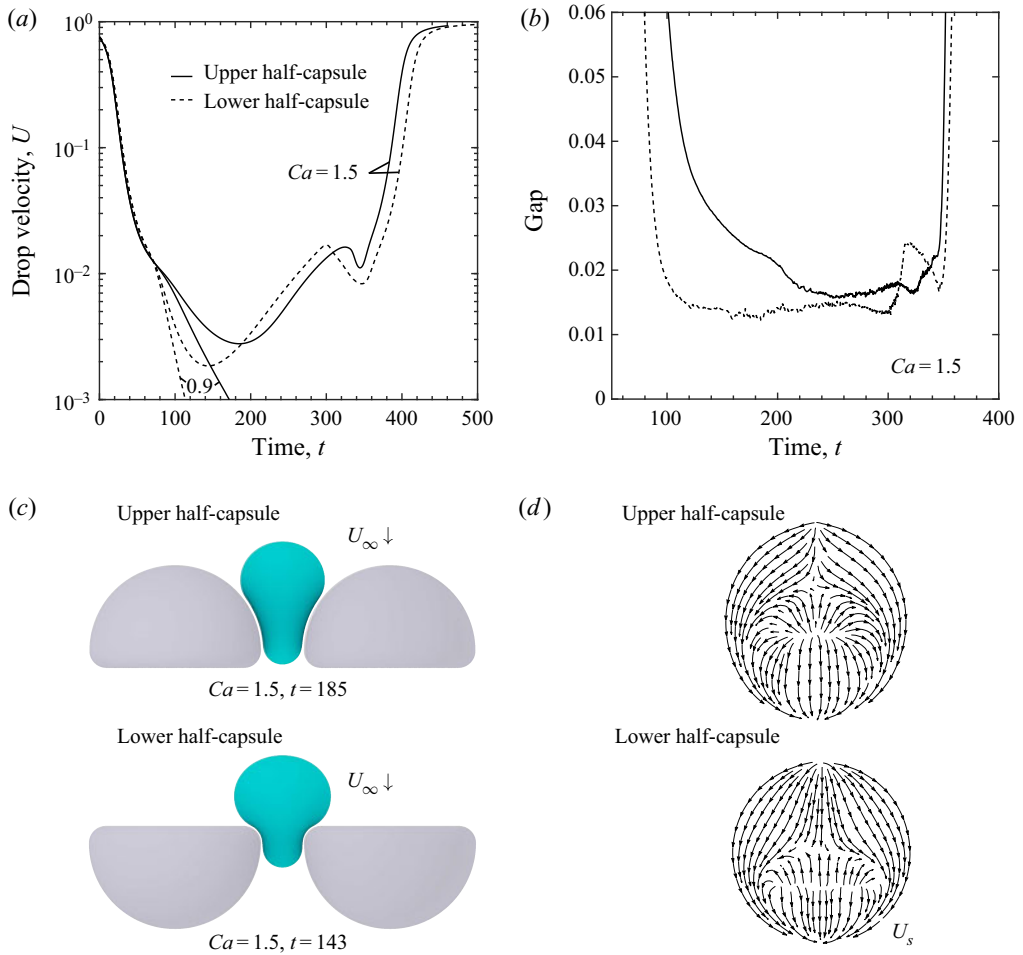 (a)
10⁰
10⁻¹
10⁻²
10⁻³
Drop velocity, U
Upper half-capsule
Lower half-capsule
Ca = 1.5
0.9
0 100 200 300 400 500
Time, t
(b)
0.06
0.05
0.04
0.03
0.02
0.01
0
Gap
Ca = 1.5
100 200 300 400
Time, t
(c)
Upper half-capsule
U∞ ↓
Ca = 1.5, t = 185
Lower half-capsule
U∞ ↓
Ca = 1.5, t = 143
(d)
Upper half-capsule
Lower half-capsule
Uₛ